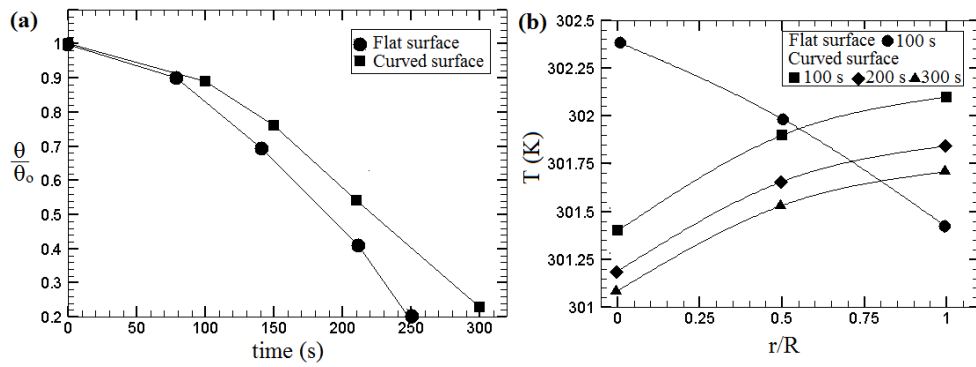 (a)
Flat surface
Curved surface
1
0.9
0.8
0.7
0.6
0.5
0.4
0.3
0.2
θ
θo
0 50 100 150 200 250 300
time (s)
(b)
302.5
302.25
302
301.75
301.5
301.25
301
T (K)
Flat surface 100 s
Curved surface
100 s 200 s 300 s
0 0.25 0.5 0.75 1
r/R